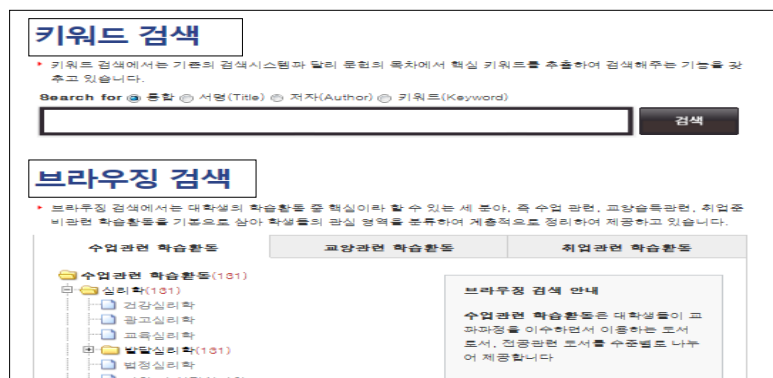 키워드 검색
키워드 검색에서는 기존의 검색시스템과 달리 문헌의 목차에서 핵심 키워드를 추출하여 검색해주는 기능을 갖
추고 있습니다.
Search for 통합 서명(Title) 저자(Author) 키워드(Keyword)
검색
브라우징 검색
브라우징 검색에서는 대학생의 학습활동 중 핵심이라 할 수 있는 세 분야, 즉 수업 관련, 교양습득관련, 취업준
비관련 학습활동을 기본으로 삼아 학생들의 관심 영역을 분류하여 계층적으로 정리하여 제공하고 있습니다.
수업관련 학습활동 교양관련 학습활동 취업관련 학습활동
수업관련 학습활동(131)
심리학(131)
건강심리학
광고심리학
교육심리학
발달심리학(131)
법정심리학
브라우징 검색 안내
수업관련 학습활동은 대학생들이 교
과과정을 이수하면서 이용하는 도서
로서, 전공관련 도서를 수준별로 나누
어 제공합니다